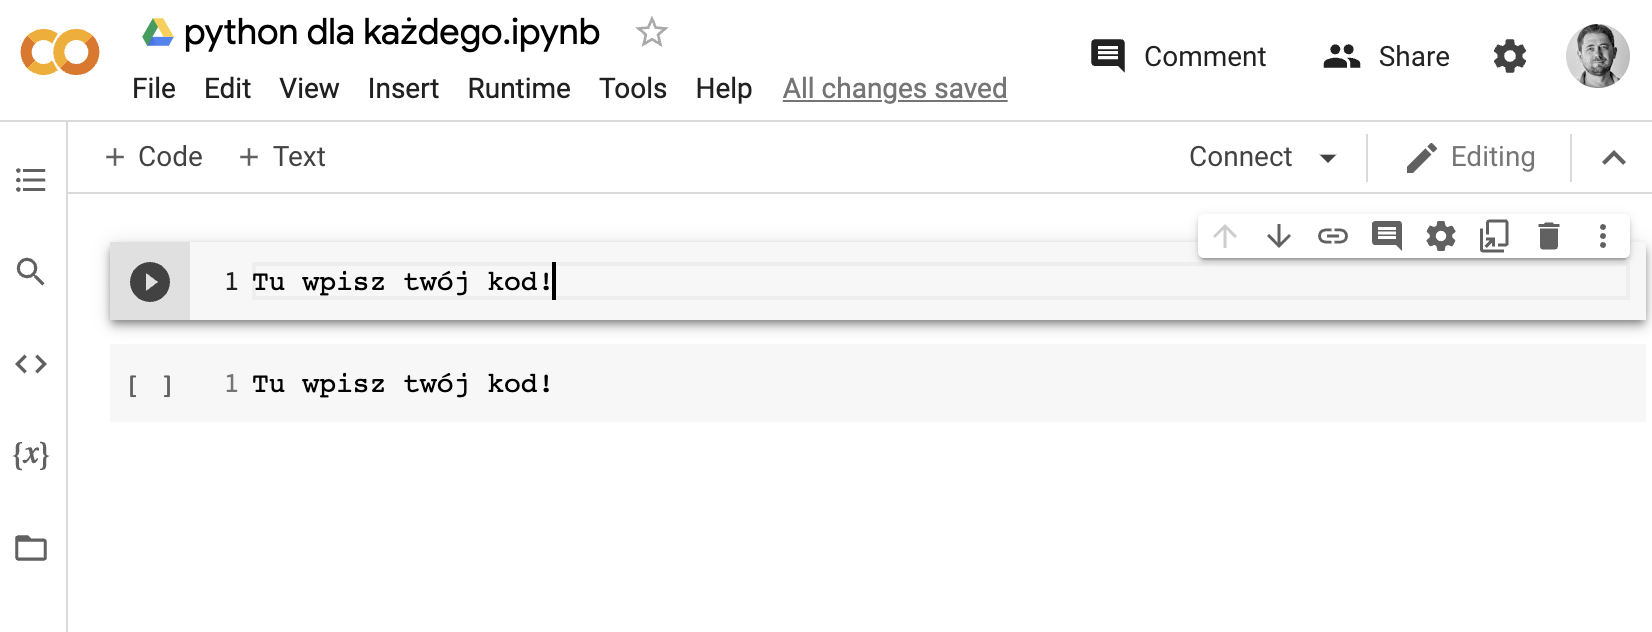 python dla każdego.ipynb
File Edit View Insert Runtime Tools Help All changes saved
Comment Share
+ Code + Text
Connect Editing
1 Tu wpisz twój kod!
[ ] 1 Tu wpisz twój kod!
{x}